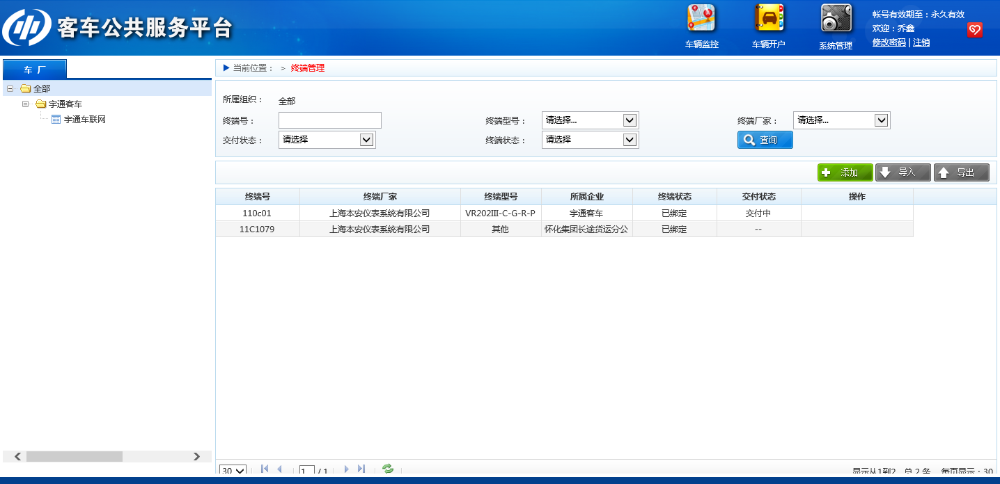 客车公共服务平台
车辆监控
车辆开户
系统管理
帐号有效期至：永久有效
欢迎：乔鑫
修改密码 | 注销
车 厂
全部
宇通客车
宇通车联网
当前位置： > 终端管理
所属组织： 全部
终端号： 终端型号： 请选择... 终端厂家： 请选择...
交付状态： 请选择 终端状态： 请选择 查询
添加 导入 导出
终端号 终端厂家 终端型号 所属企业 终端状态 交付状态 操作
110c01 上海本安仪表系统有限公司 VR202III-C-G-R-P 宇通客车 已绑定 交付中
11C1079 上海本安仪表系统有限公司 其他 怀化集团长途货运分公 已绑定 --
30 1 / 1 显示从1到2 总 2 条 每页显示：30